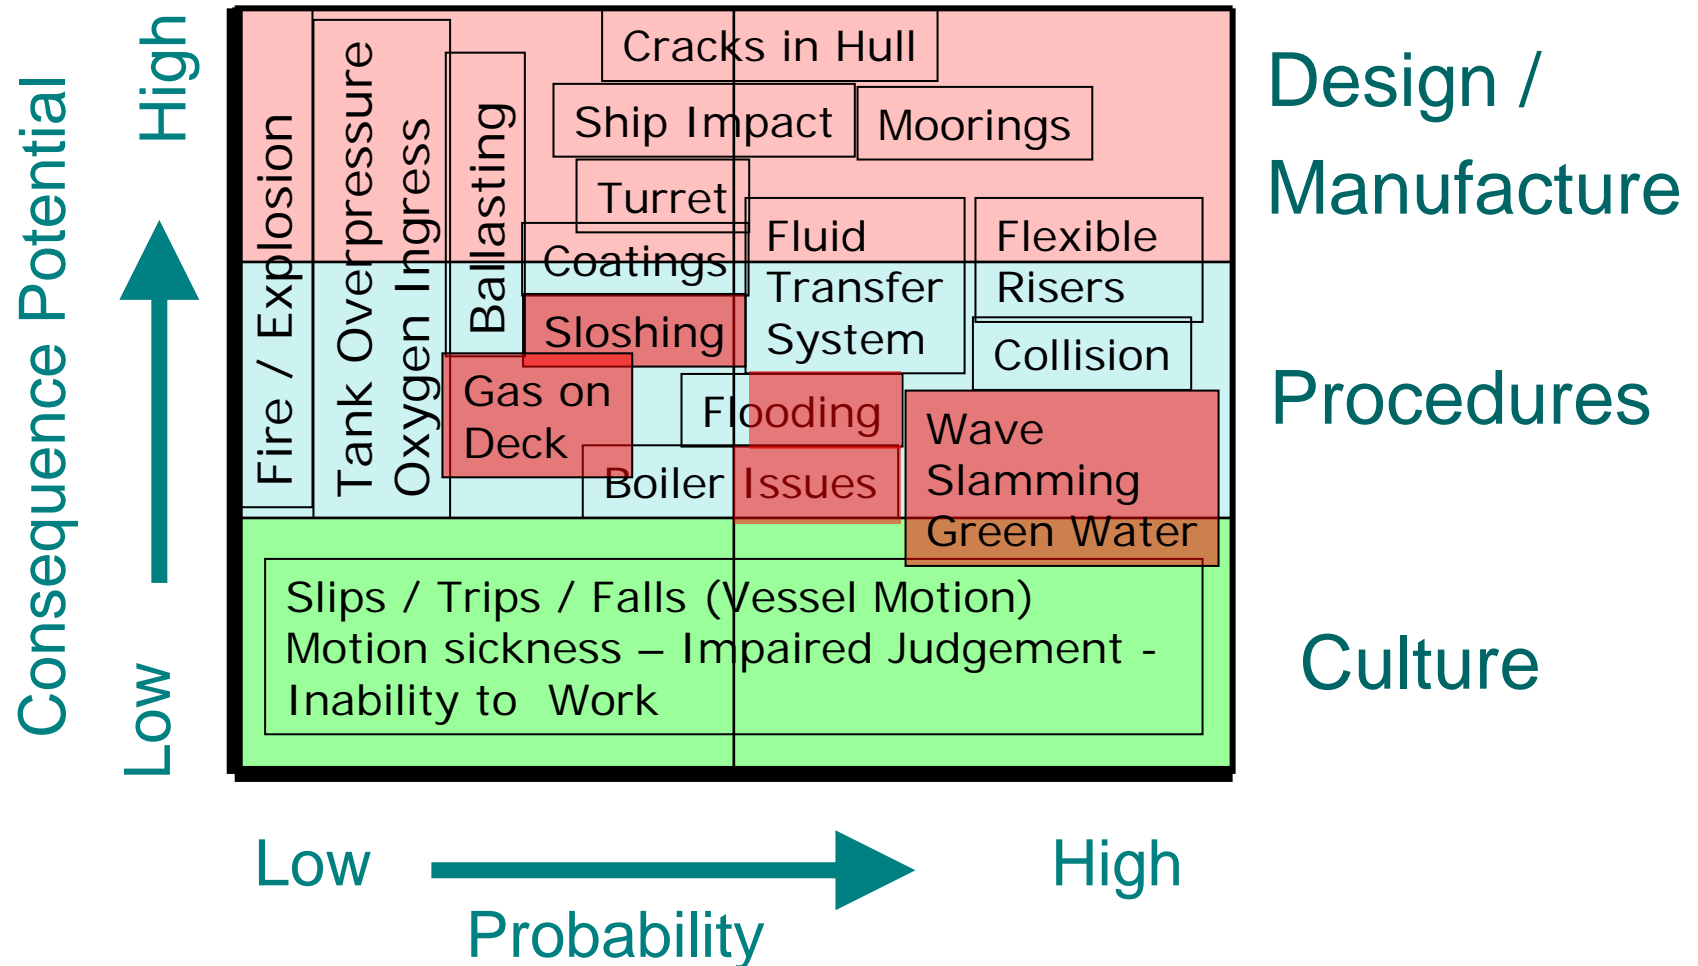 Consequence Potential
High
Low
Fire / Explosion
Tank Overpressure
Oxygen Ingress
Ballasting
Cracks in Hull
Ship Impact
Moorings
Turret
Coatings
Fluid
Transfer
System
Flexible
Risers
Sloshing
Collision
Gas on
Deck
Flooding
Boiler Issues
Wave
Slamming
Green Water
Slips / Trips / Falls (Vessel Motion)
Motion sickness – Impaired Judgement -
Inability to  Work
Design /
Manufacture
Procedures
Culture
Low
High
Probability